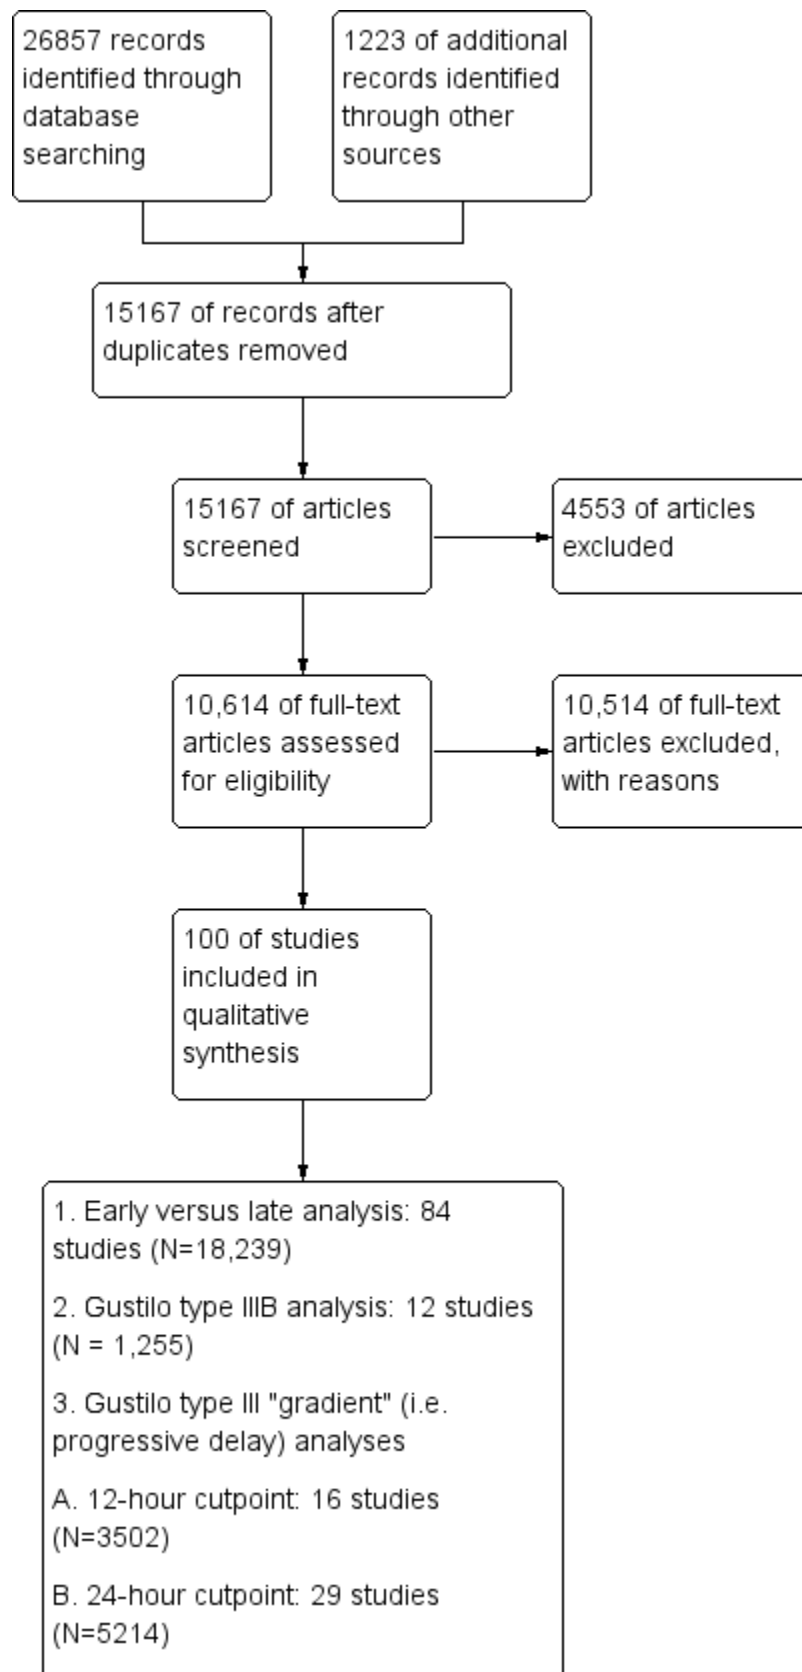 26857 records
identified through
database
searching
1223 of additional
records identified
through other
sources
15167 of records after
duplicates removed
15167 of articles
screened
4553 of articles
excluded
10,614 of full-text
articles assessed
for eligibility
10,514 of full-text
articles excluded,
with reasons
100 of studies
included in
qualitative
synthesis
1. Early versus late analysis: 84
studies (N=18,239)
2. Gustilo type IIIB analysis: 12 studies
(N = 1,255)
3. Gustilo type III "gradient" (i.e.
progressive delay) analyses
A. 12-hour cutpoint: 16 studies
(N=3502)
B. 24-hour cutpoint: 29 studies
(N=5214)